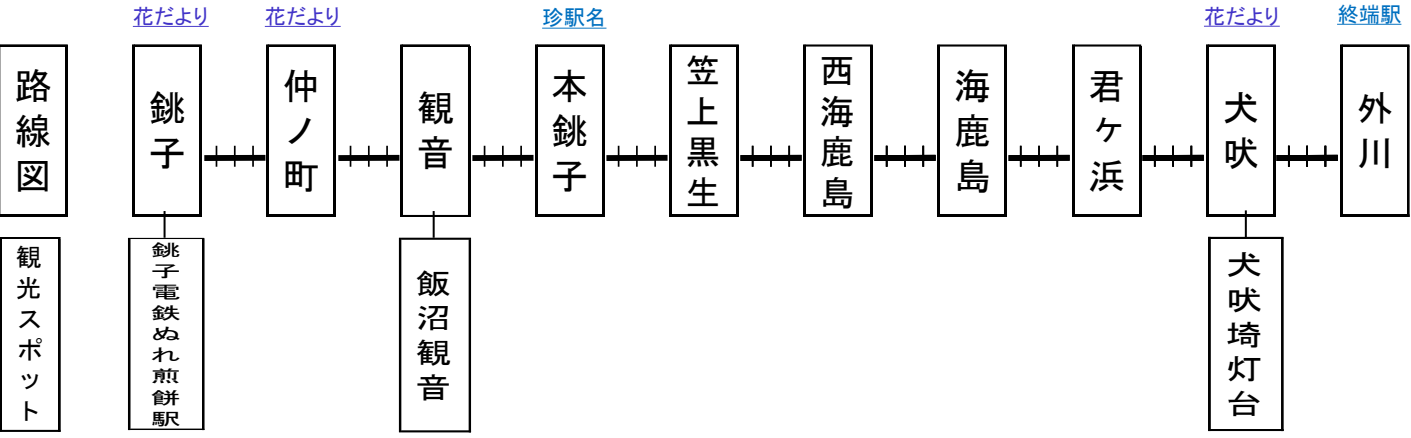 花だより
花だより
珍駅名
花だより
終端駅
路線図
銚子
仲ノ町
観音
本銚子
笠上黒生
西海鹿島
海鹿島
君ケ浜
犬吠
外川
観光スポット
銚子電鉄ぬれ煎餅駅
飯沼観音
犬吠埼灯台